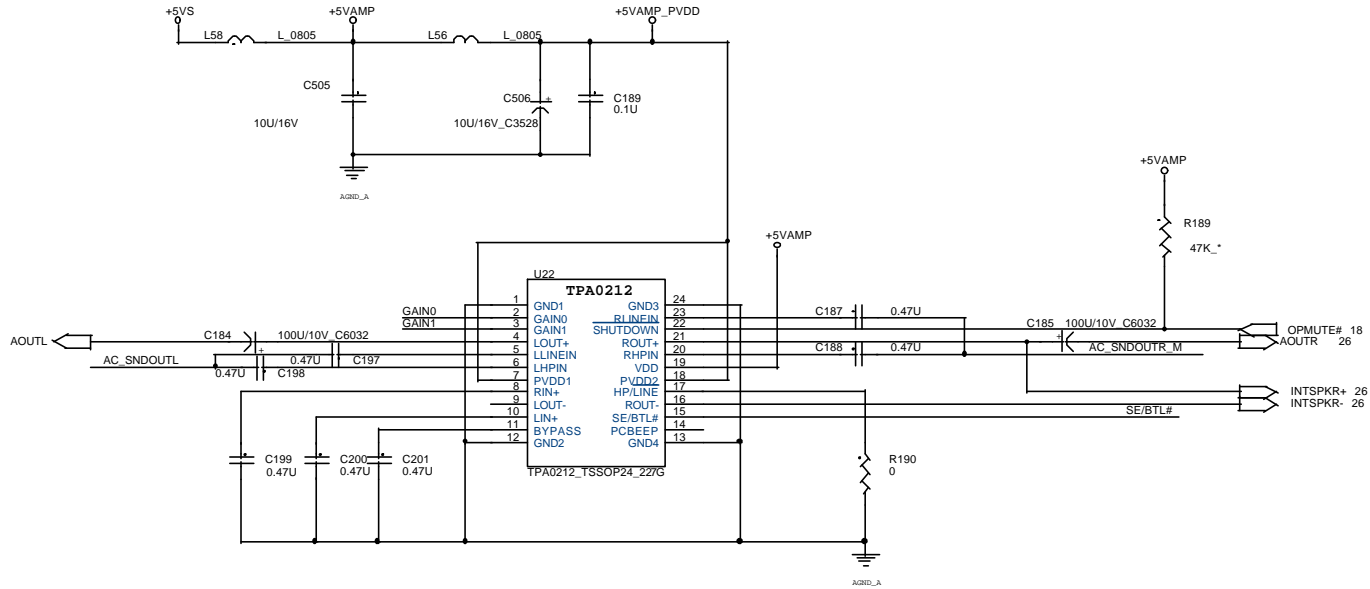 +5VS
+5VAMP
+5VAMP_PVDD
L58
L_0805
L56
L_0805
C505
10U/16V
C506
10U/16V_C3528
C189
0.1U
AGND_A
+5VAMP
R189
47K_*
+5VAMP
U22
TPA0212
1 GND1
2 GAIN0
3 GAIN1
4 LOUT+
5 LLINEIN
6 LHPIN
7 PVDD1
8 RIN+
9 LOUT-
10 LIN+
11 BYPASS
12 GND2
GND3 24
RLINEIN 23
SHUTDOWN 22
ROUT+ 21
RHPIN 20
VDD 19
PVDD2 18
HP/LINE 17
ROUT- 16
SE/BTL# 15
PCBEEP 14
GND4 13
TPA0212_TSSOP24_227G
GAIN0
GAIN1
AOUTL
C184
100U/10V_C6032
AC_SNDOUTL
0.47U
C197
0.47U
C198
C199
0.47U
C200
0.47U
C201
0.47U
C187
0.47U
C185
100U/10V_C6032
C188
0.47U
AC_SNDOUTR_M
OPMUTE# 18
AOUTR 26
INTSPKR+ 26
INTSPKR- 26
SE/BTL#
R190
0
AGND_A